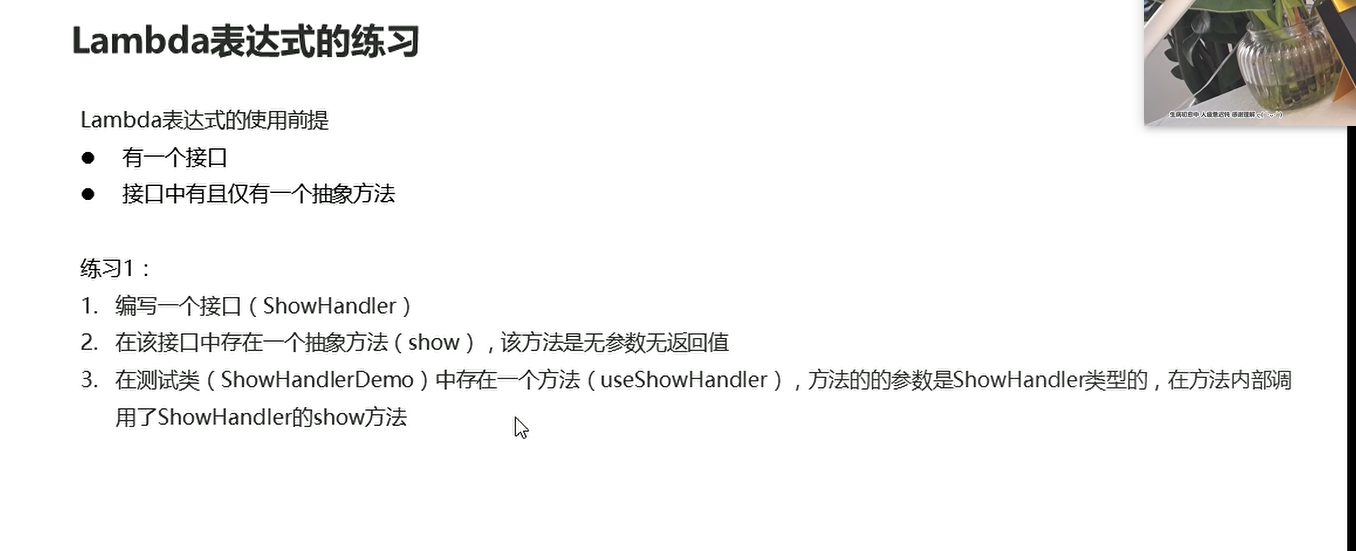 Lambda表达式的练习
Lambda表达式的使用前提
● 有一个接口
● 接口中有且仅有一个抽象方法
练习1：
1. 编写一个接口（ShowHandler）
2. 在该接口中存在一个抽象方法（show），该方法是无参数无返回值
3. 在测试类（ShowHandlerDemo）中存在一个方法（useShowHandler），方法的的参数是ShowHandler类型的，在方法内部调
用了ShowHandler的show方法